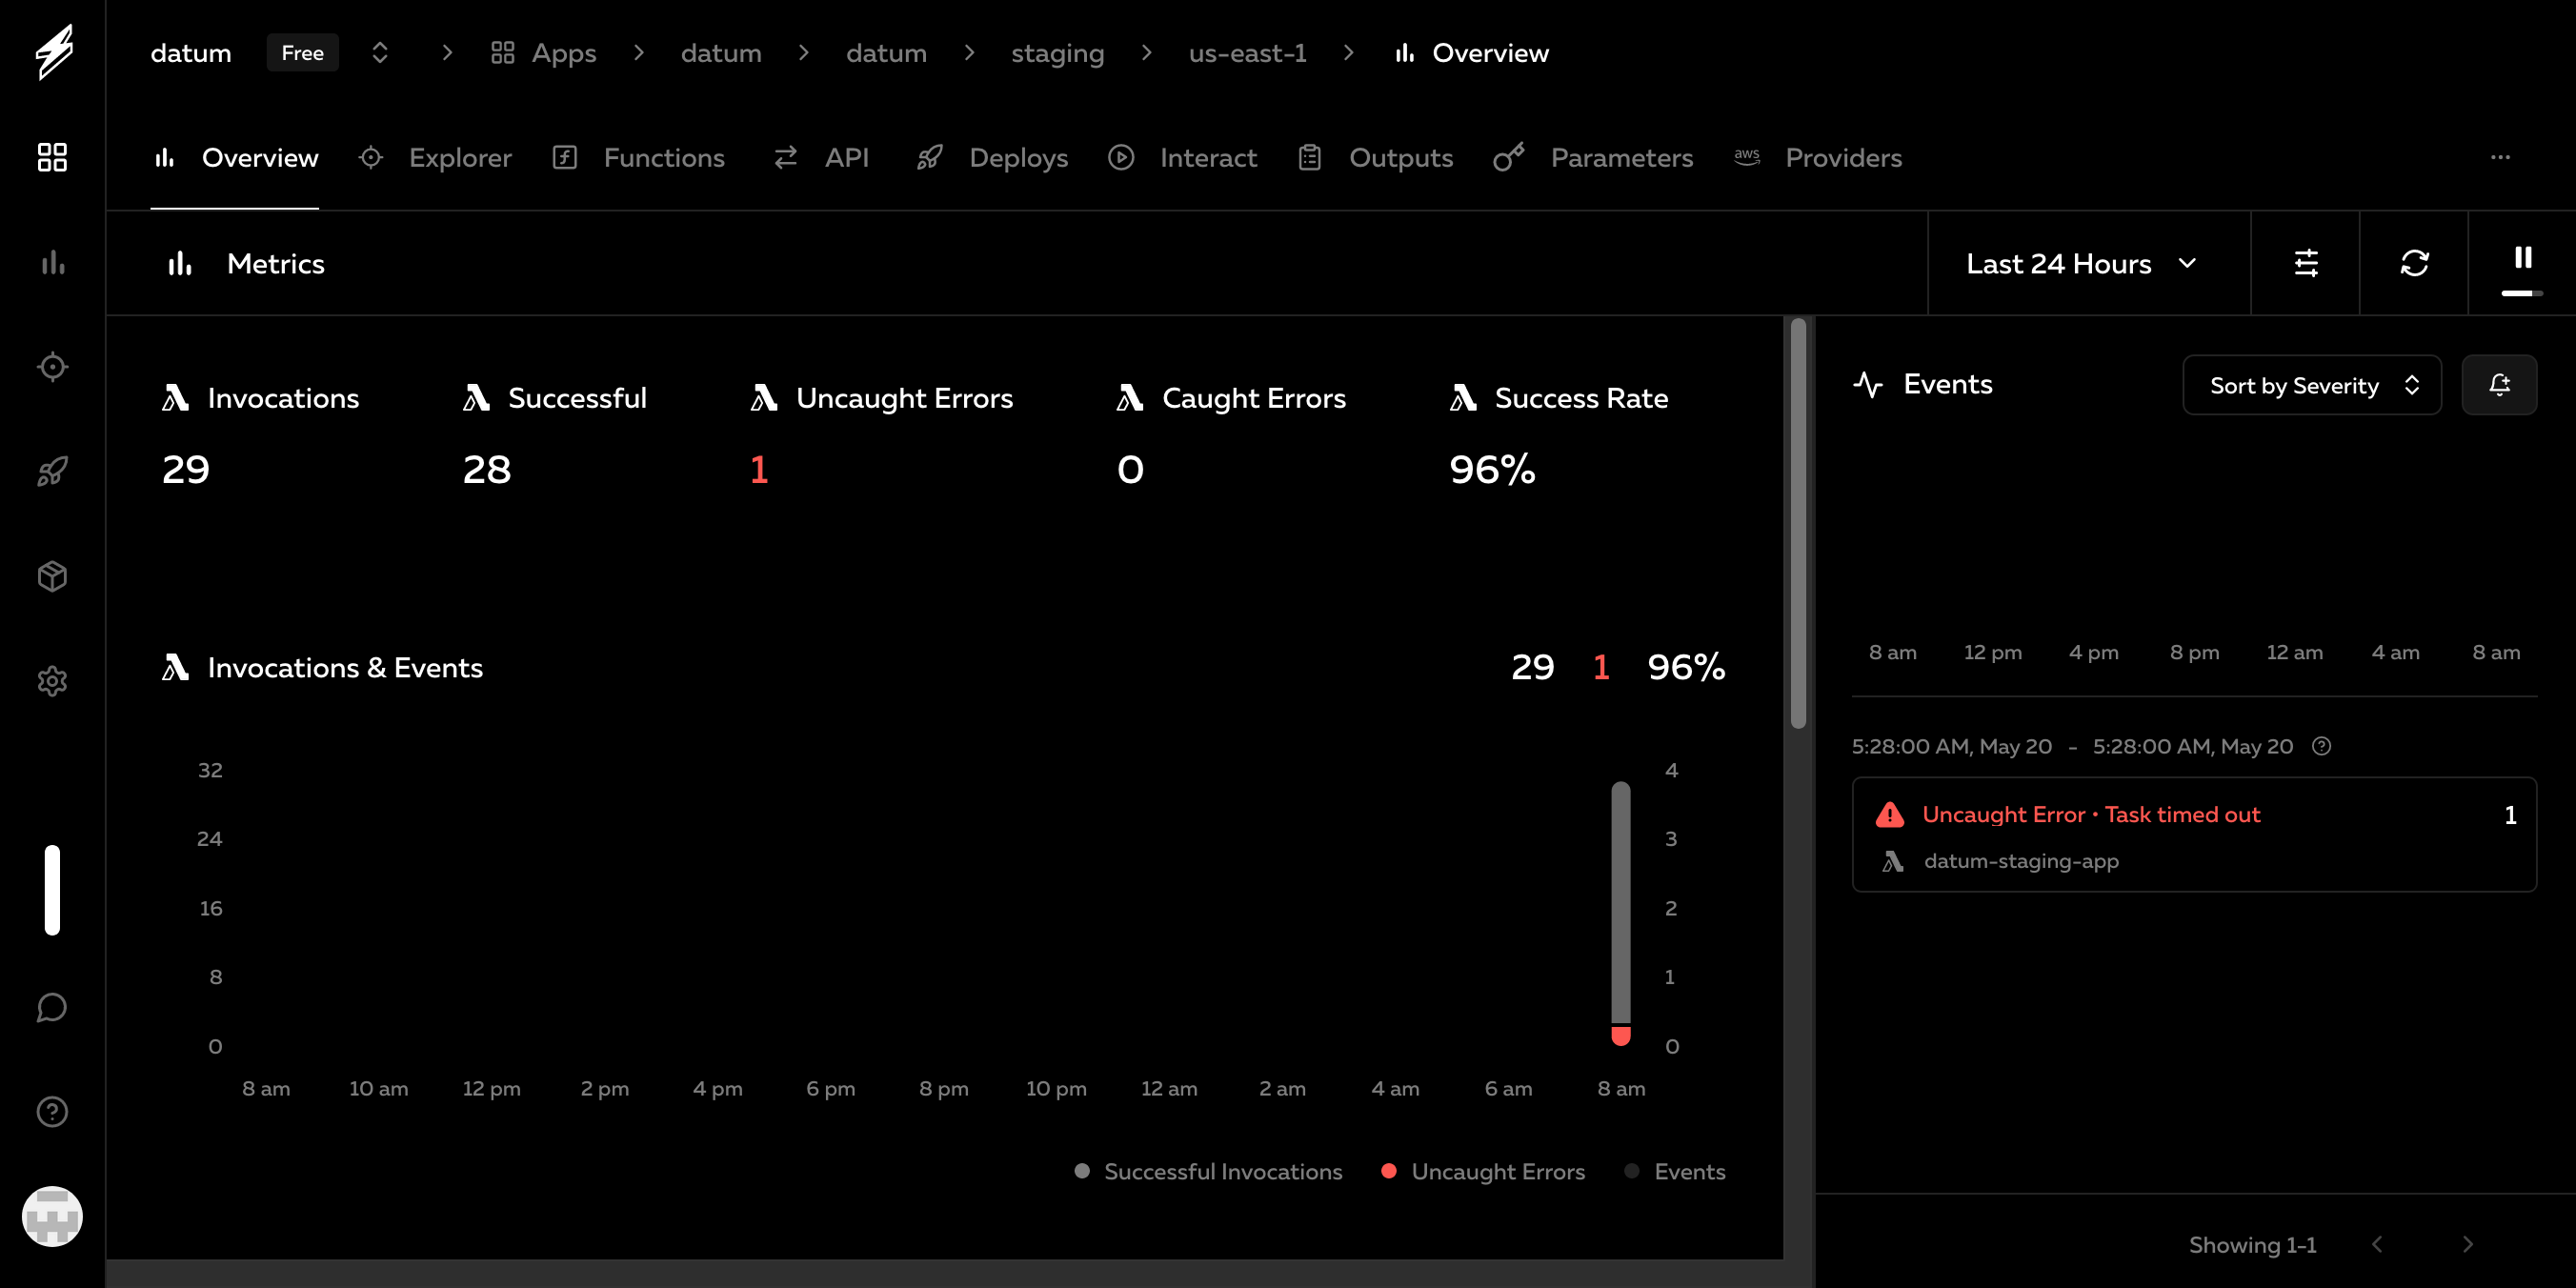 datum Free Apps datum datum staging us-east-1 Overview
Overview Explorer Functions API Deploys Interact Outputs Parameters aws Providers ...
Metrics Last 24 Hours
Invocations Successful Uncaught Errors Caught Errors Success Rate
29 28 1 0 96%
Invocations & Events 29 1 96%
32 4
24 3
16 2
8 1
0 0
8 am 10 am 12 pm 2 pm 4 pm 6 pm 8 pm 10 pm 12 am 2 am 4 am 6 am 8 am
Successful Invocations Uncaught Errors Events
Events Sort by Severity
8 am 12 pm 4 pm 8 pm 12 am 4 am 8 am
5:28:00 AM, May 20 - 5:28:00 AM, May 20
Uncaught Error • Task timed out 1
datum-staging-app
Showing 1-1